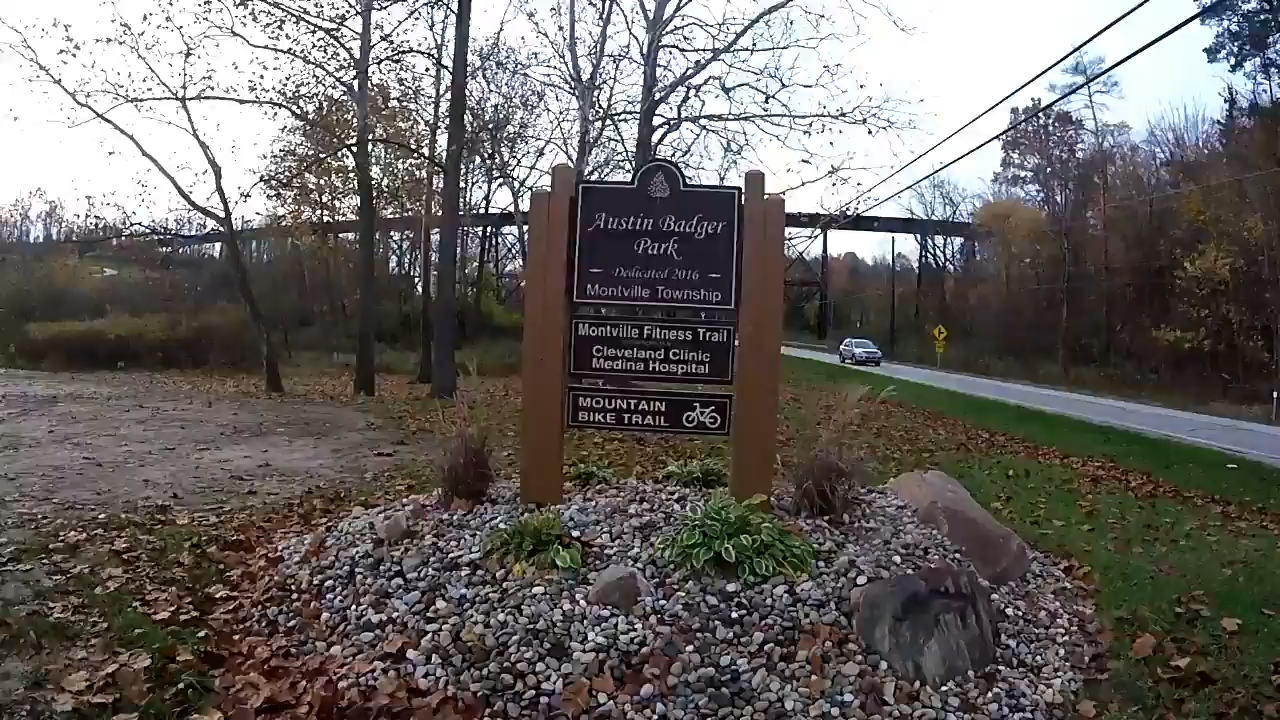 Austin Badger
Park
Dedicated 2016
Montville Township
Montville Fitness Trail
Cleveland Clinic
Medina Hospital
MOUNTAIN
BIKE TRAIL